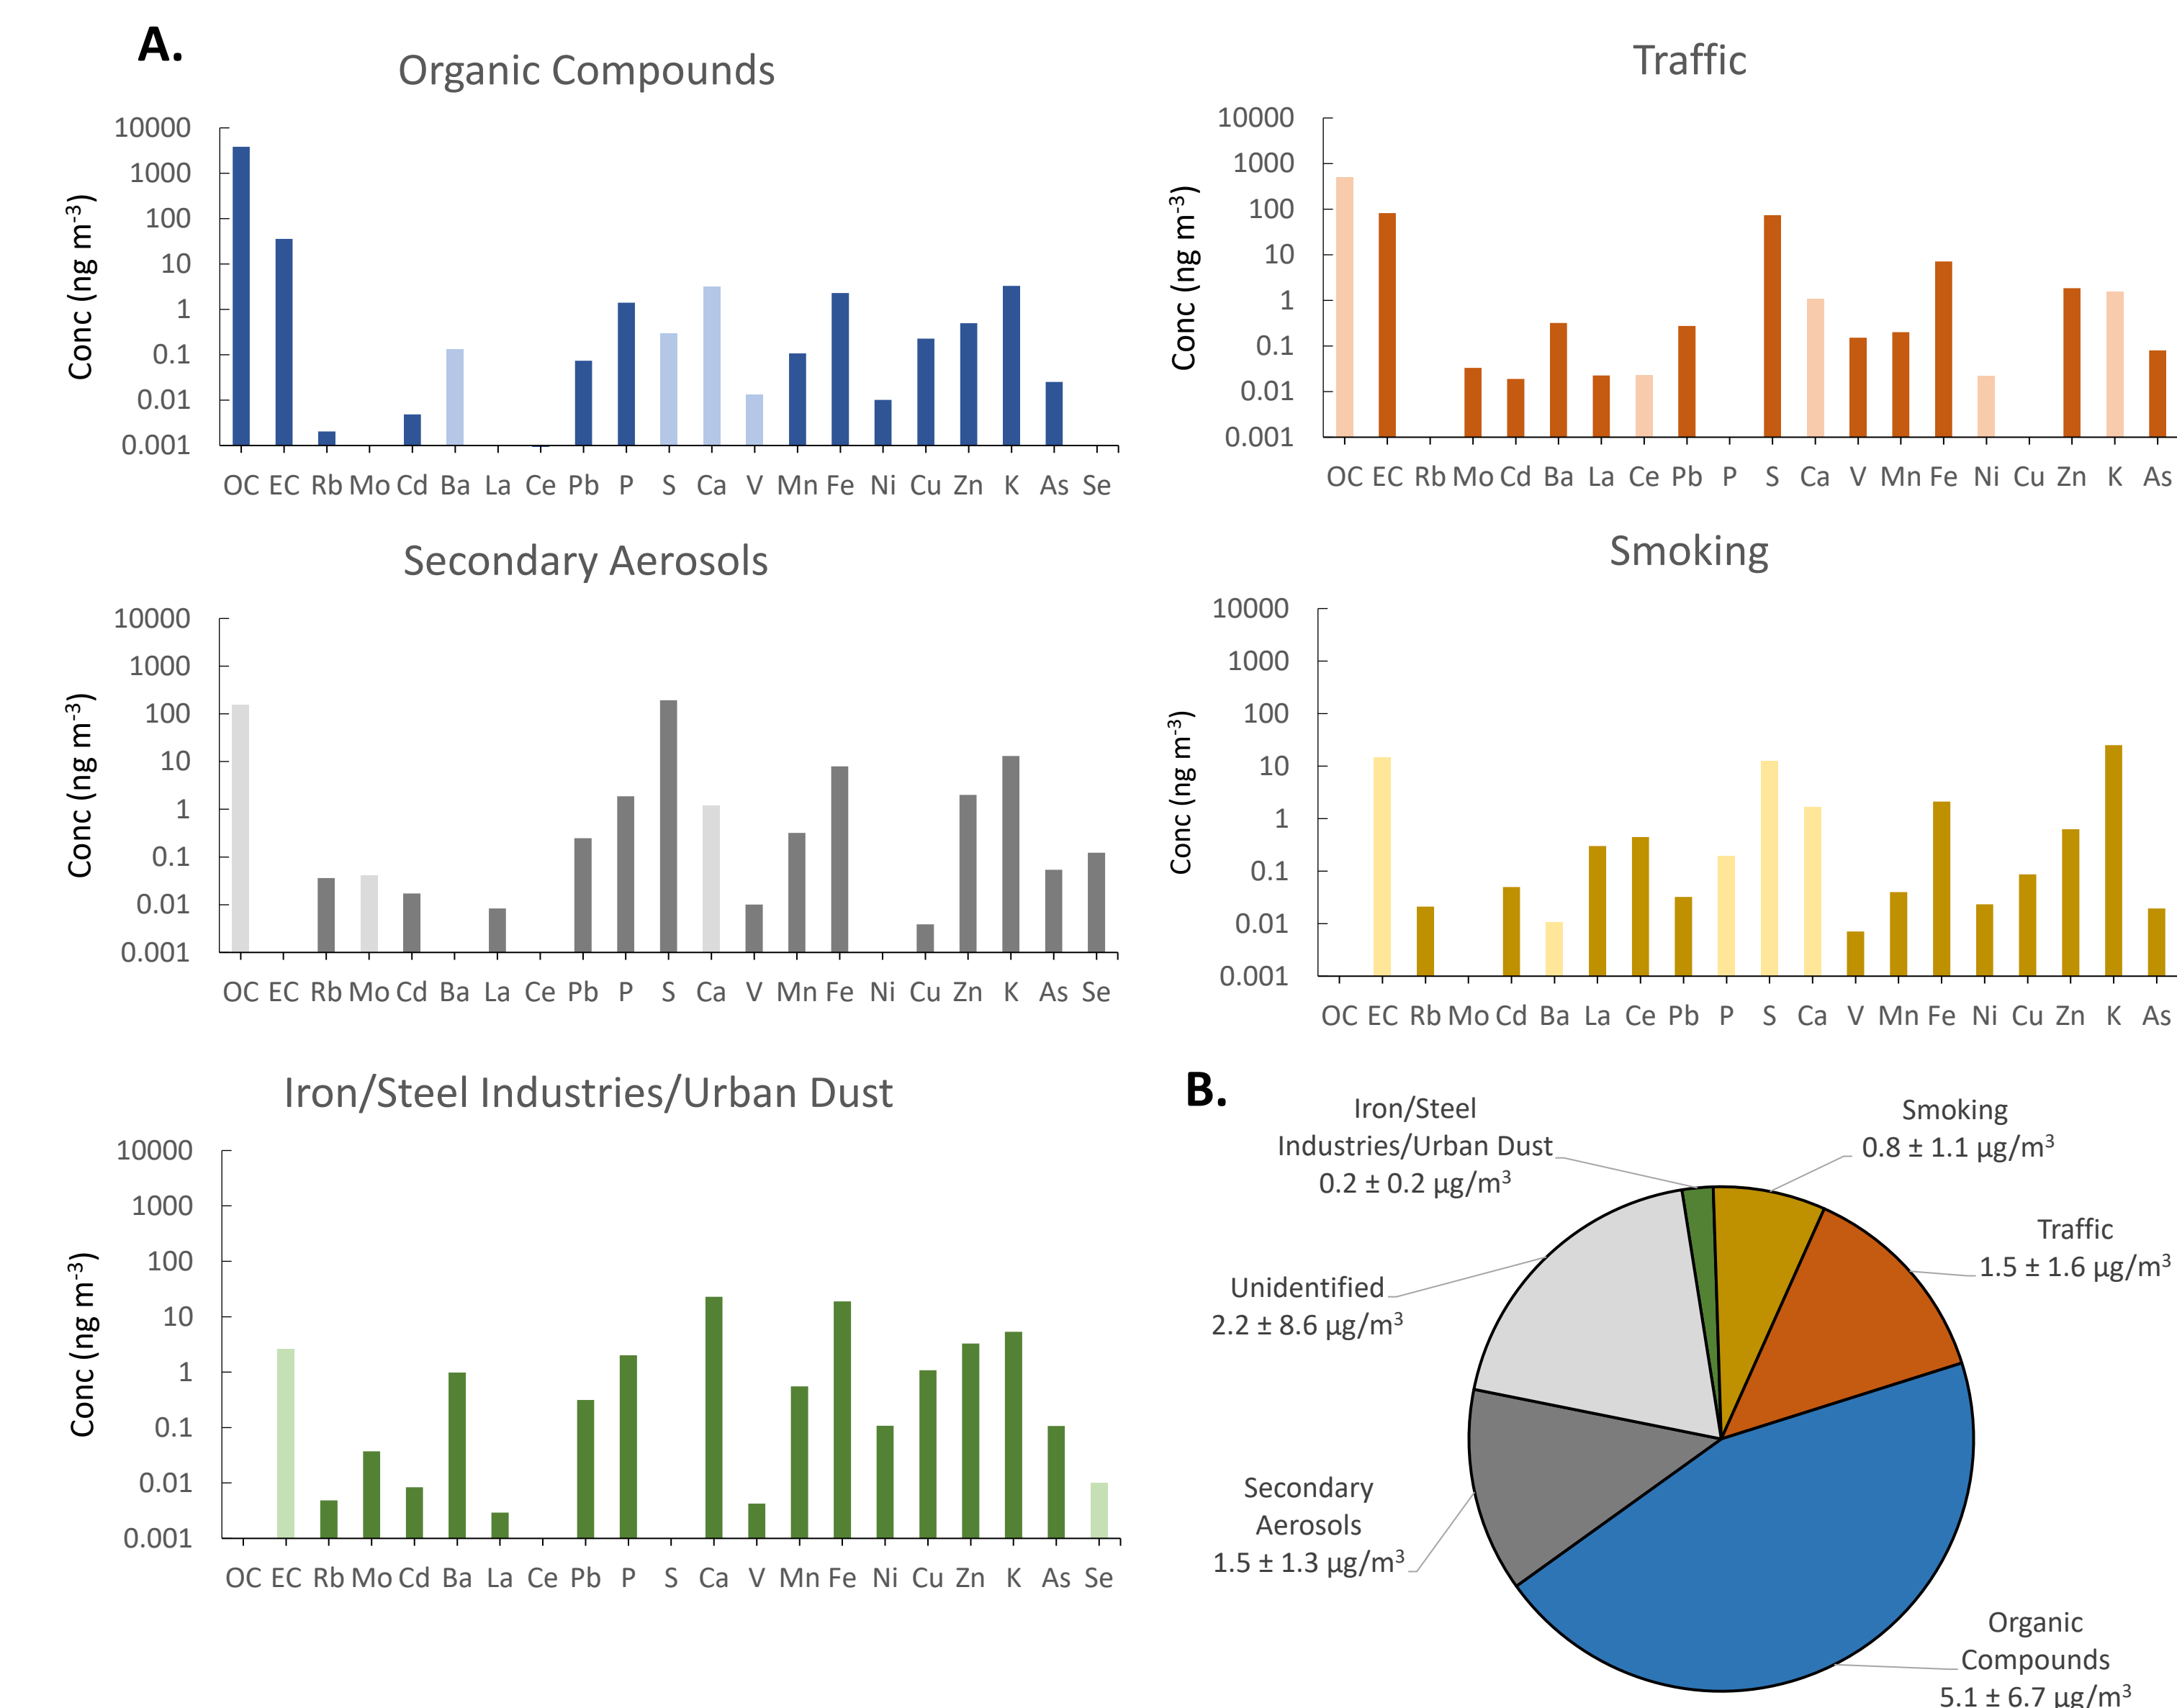 A.
Organic Compounds
Conc (ng m⁻³)
10000
1000
100
10
1
0.1
0.01
0.001
OC EC Rb Mo Cd Ba La Ce Pb P S Ca V Mn Fe Ni Cu Zn K As Se
Traffic
Conc (ng m⁻³)
10000
1000
100
10
1
0.1
0.01
0.001
OC EC Rb Mo Cd Ba La Ce Pb P S Ca V Mn Fe Ni Cu Zn K As
Secondary Aerosols
Conc (ng m⁻³)
10000
1000
100
10
1
0.1
0.01
0.001
OC EC Rb Mo Cd Ba La Ce Pb P S Ca V Mn Fe Ni Cu Zn K As Se
Smoking
Conc (ng m⁻³)
10000
1000
100
10
1
0.1
0.01
0.001
OC EC Rb Mo Cd Ba La Ce Pb P S Ca V Mn Fe Ni Cu Zn K As
Iron/Steel Industries/Urban Dust
Conc (ng m⁻³)
10000
1000
100
10
1
0.1
0.01
0.001
OC EC Rb Mo Cd Ba La Ce Pb P S Ca V Mn Fe Ni Cu Zn K As Se
B.
Iron/Steel
Industries/Urban Dust
0.2 ± 0.2 µg/m³
Smoking
0.8 ± 1.1 µg/m³
Traffic
1.5 ± 1.6 µg/m³
Unidentified
2.2 ± 8.6 µg/m³
Secondary
Aerosols
1.5 ± 1.3 µg/m³
Organic
Compounds
5.1 ± 6.7 µg/m³